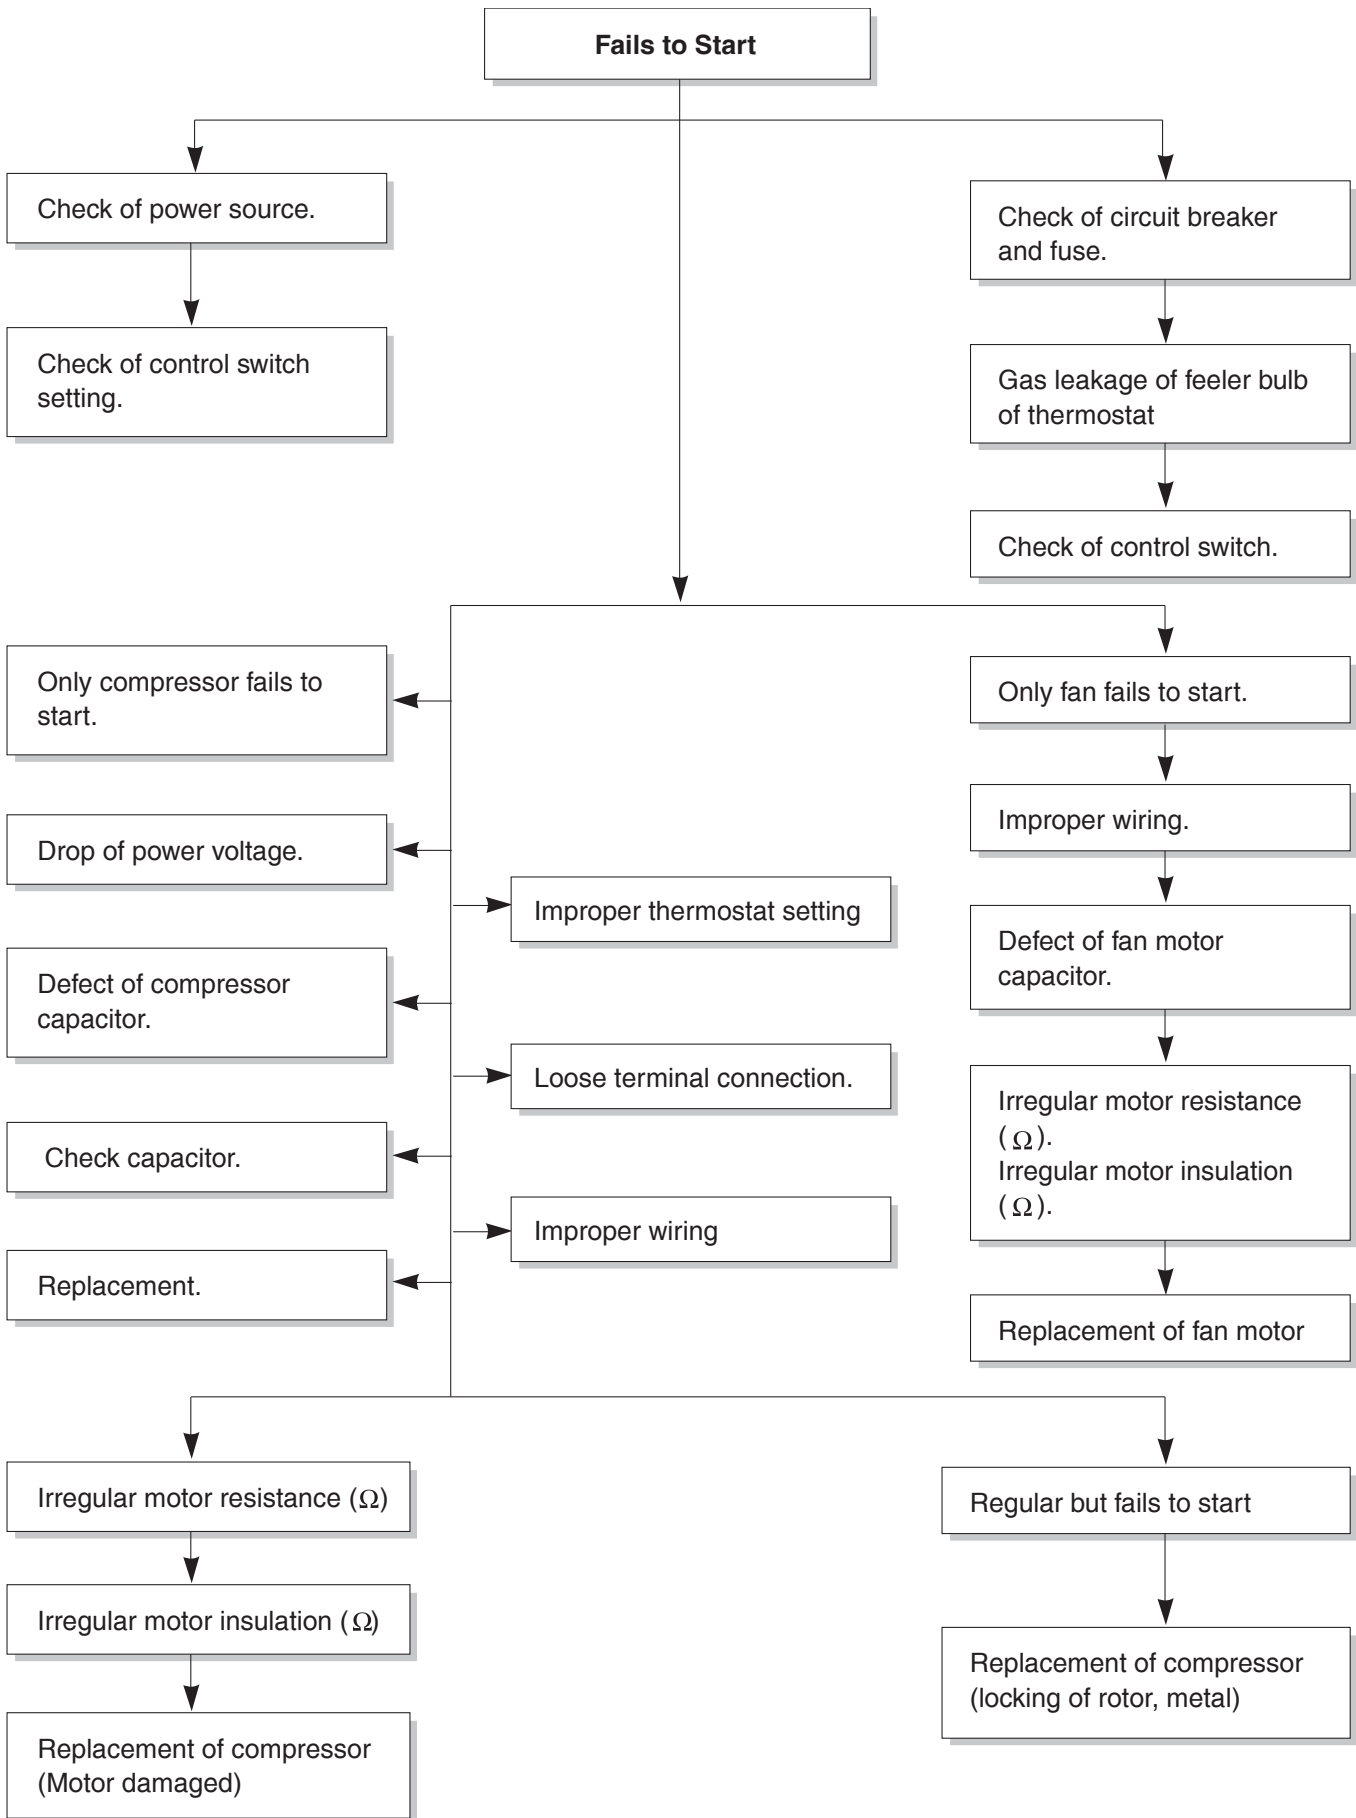 Fails to Start
Check of power source.
Check of control switch
setting.
Check of circuit breaker
and fuse.
Gas leakage of feeler bulb
of thermostat
Check of control switch.
Only compressor fails to
start.
Drop of power voltage.
Defect of compressor
capacitor.
Check capacitor.
Replacement.
Improper thermostat setting
Loose terminal connection.
Improper wiring
Only fan fails to start.
Improper wiring.
Defect of fan motor
capacitor.
Irregular motor resistance
( Ω ).
Irregular motor insulation
( Ω ).
Replacement of fan motor
Irregular motor resistance (Ω)
Irregular motor insulation ( Ω)
Replacement of compressor
(Motor damaged)
Regular but fails to start
Replacement of compressor
(locking of rotor, metal)